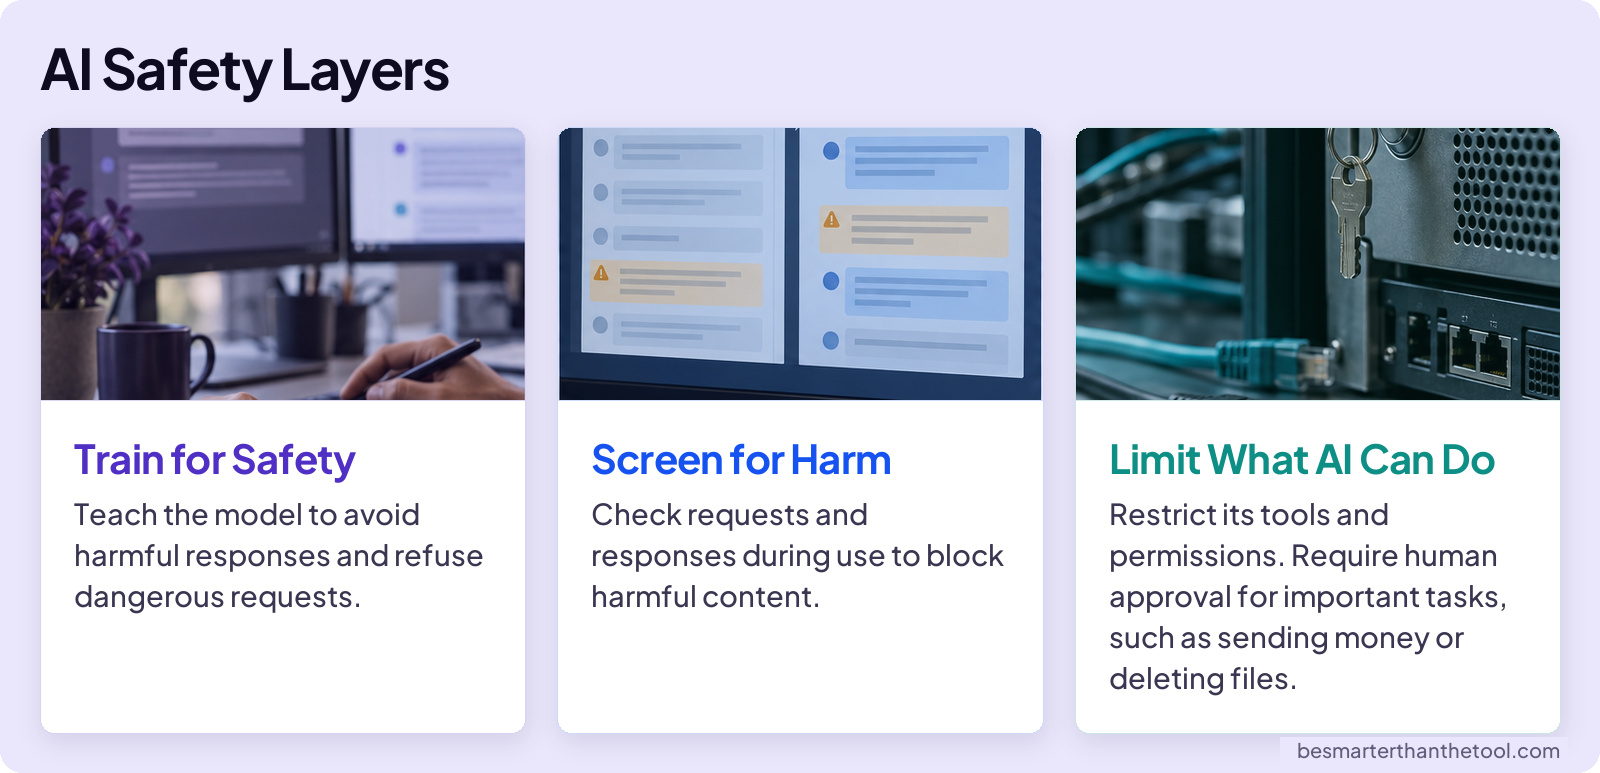 AI Safety Layers
Train for Safety
Teach the model to avoid
harmful responses and refuse
dangerous requests.
Screen for Harm
Check requests and
responses during use to block
harmful content.
Limit What AI Can Do
Restrict its tools and
permissions. Require human
approval for important tasks,
such as sending money or
deleting files.
besmarterthanthetool.com